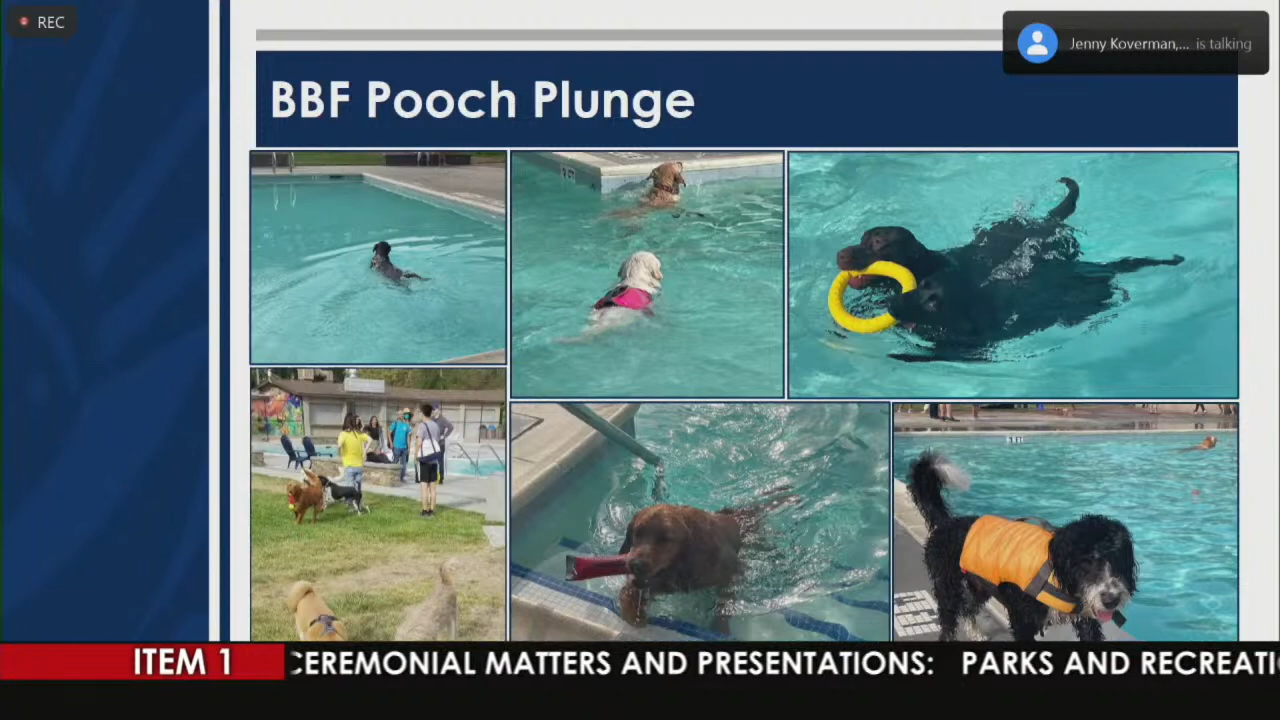 REC
Jenny Koverman,... is talking
BBF Pooch Plunge
ITEM 1
CEREMONIAL MATTERS AND PRESENTATIONS: PARKS AND RECREATI